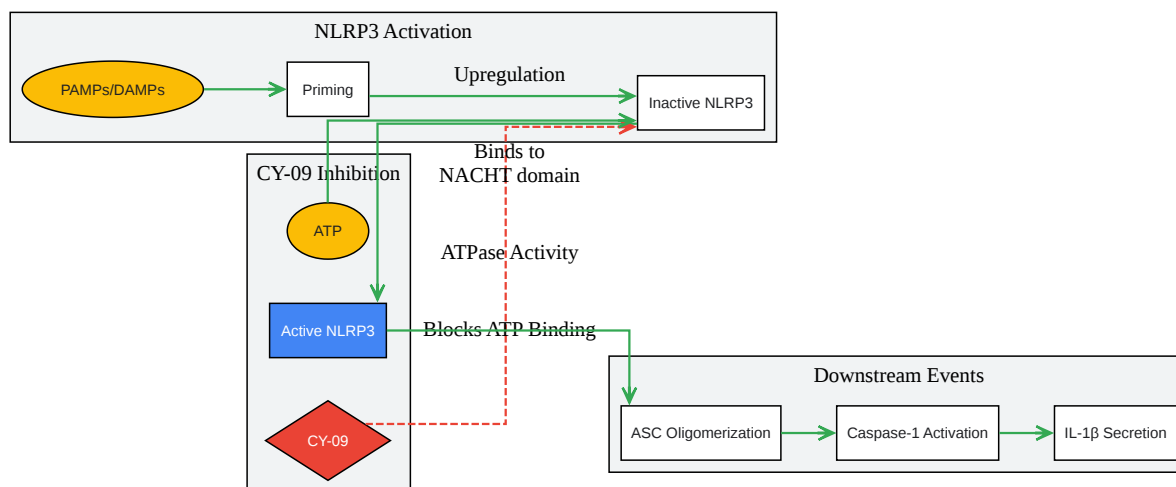 NLRP3 Activation
PAMPs/DAMPs
Priming
Upregulation
Inactive NLRP3
Binds to
NACHT domain
CY-09 Inhibition
ATP
ATPase Activity
Active NLRP3
Blocks ATP Binding
CY-09
Downstream Events
ASC Oligomerization
Caspase-1 Activation
IL-1β Secretion